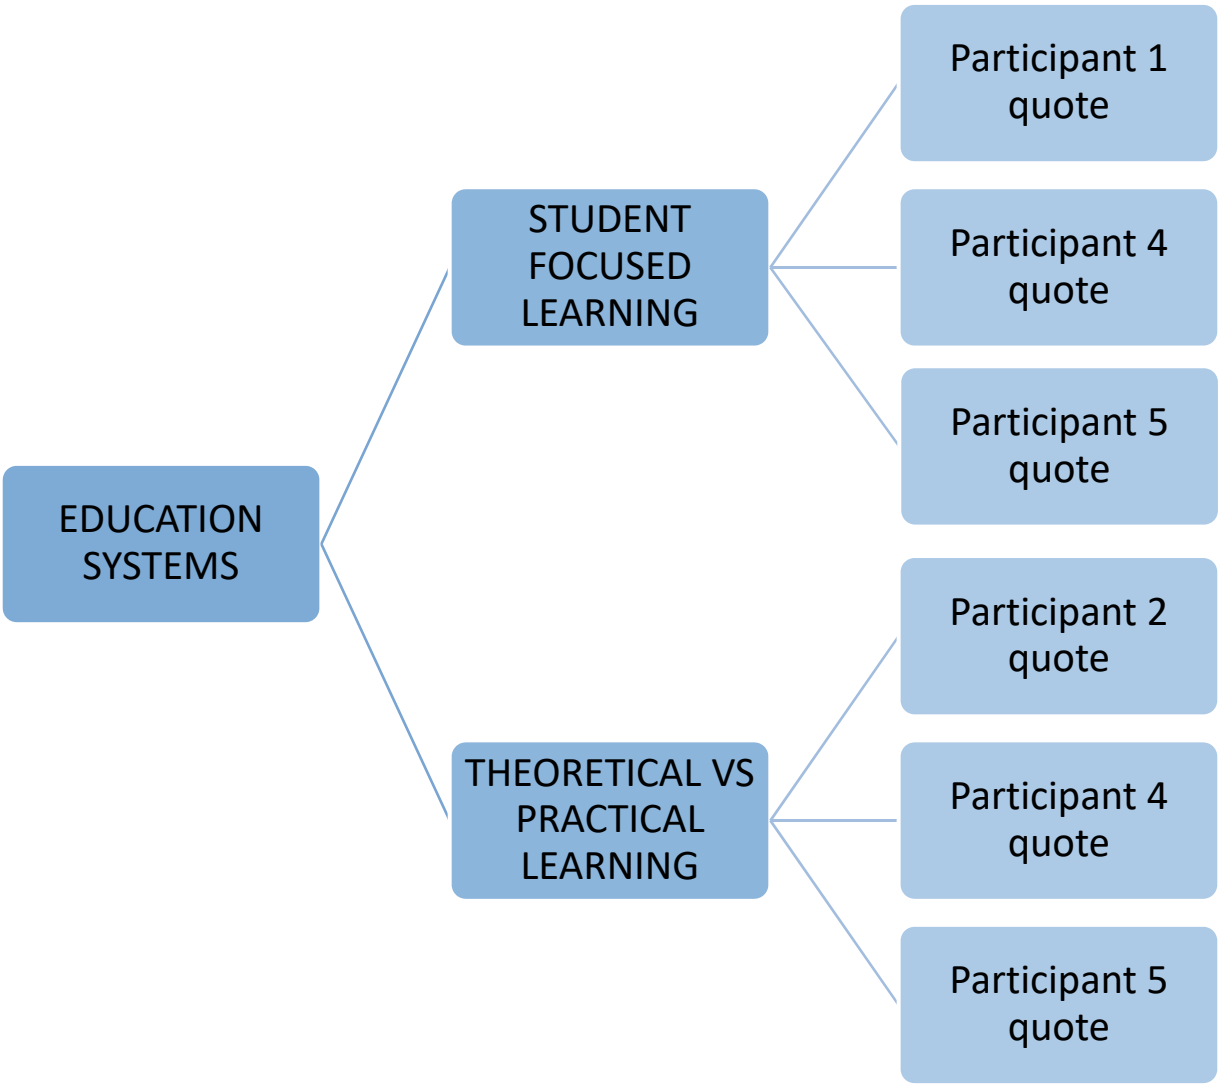 EDUCATION
SYSTEMS
STUDENT
FOCUSED
LEARNING
Participant 1
quote
Participant 4
quote
Participant 5
quote
THEORETICAL VS
PRACTICAL
LEARNING
Participant 2
quote
Participant 4
quote
Participant 5
quote